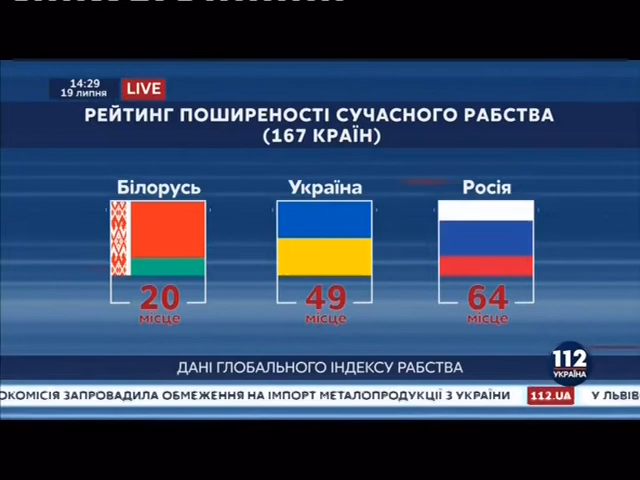 14:29
19 липня
LIVE
РЕЙТИНГ ПОШИРЕНОСТІ СУЧАСНОГО РАБСТВА
(167 КРАЇН)
Білорусь Україна Росія
20 49 64
місце місце місце
ДАНІ ГЛОБАЛЬНОГО ІНДЕКСУ РАБСТВА
112
УКРАЇНА
ОКОМІСІЯ ЗАПРОВАДИЛА ОБМЕЖЕННЯ НА ІМПОРТ МЕТАЛОПРОДУКЦІЇ З УКРАЇНИ 112.UA У ЛЬВІВ